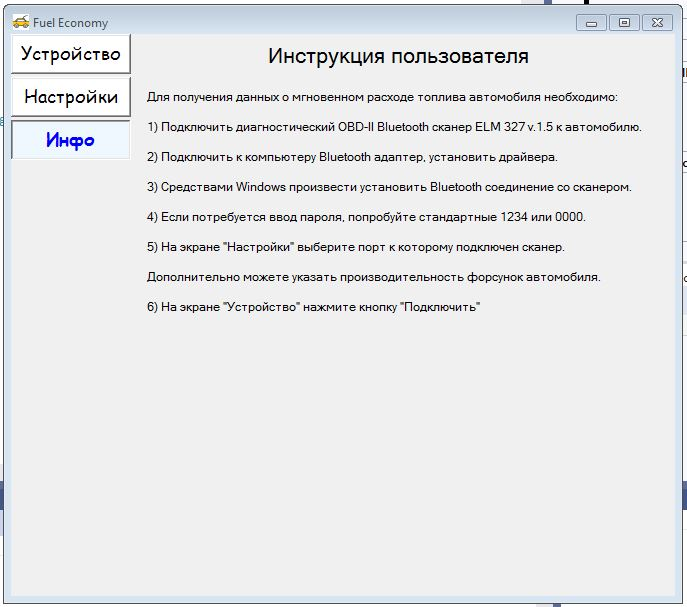 Fuel Economy
Устройство
Настройки
Инфо
Инструкция пользователя
Для получения данных о мгновенном расходе топлива автомобиля необходимо:
1) Подключить диагностический OBD-II Bluetooth сканер ELM 327 v.1.5 к автомобилю.
2) Подключить к компьютеру Bluetooth адаптер, установить драйвера.
3) Средствами Windows произвести установить Bluetooth соединение со сканером.
4) Если потребуется ввод пароля, попробуйте стандартные 1234 или 0000.
5) На экране "Настройки" выберите порт к которому подключен сканер.
Дополнительно можете указать производительность форсунок автомобиля.
6) На экране "Устройство" нажмите кнопку "Подключить"